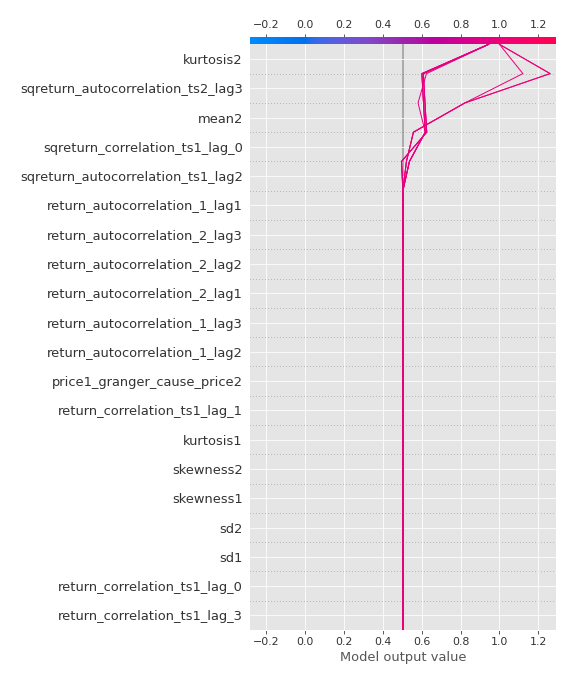 −0.2 0.0 0.2 0.4 0.6 0.8 1.0 1.2
kurtosis2
sqreturn_autocorrelation_ts2_lag3
mean2
sqreturn_correlation_ts1_lag_0
sqreturn_autocorrelation_ts1_lag2
return_autocorrelation_1_lag1
return_autocorrelation_2_lag3
return_autocorrelation_2_lag2
return_autocorrelation_2_lag1
return_autocorrelation_1_lag3
return_autocorrelation_1_lag2
price1_granger_cause_price2
return_correlation_ts1_lag_1
kurtosis1
skewness2
skewness1
sd2
sd1
return_correlation_ts1_lag_0
return_correlation_ts1_lag_3
−0.2 0.0 0.2 0.4 0.6 0.8 1.0 1.2
Model output value